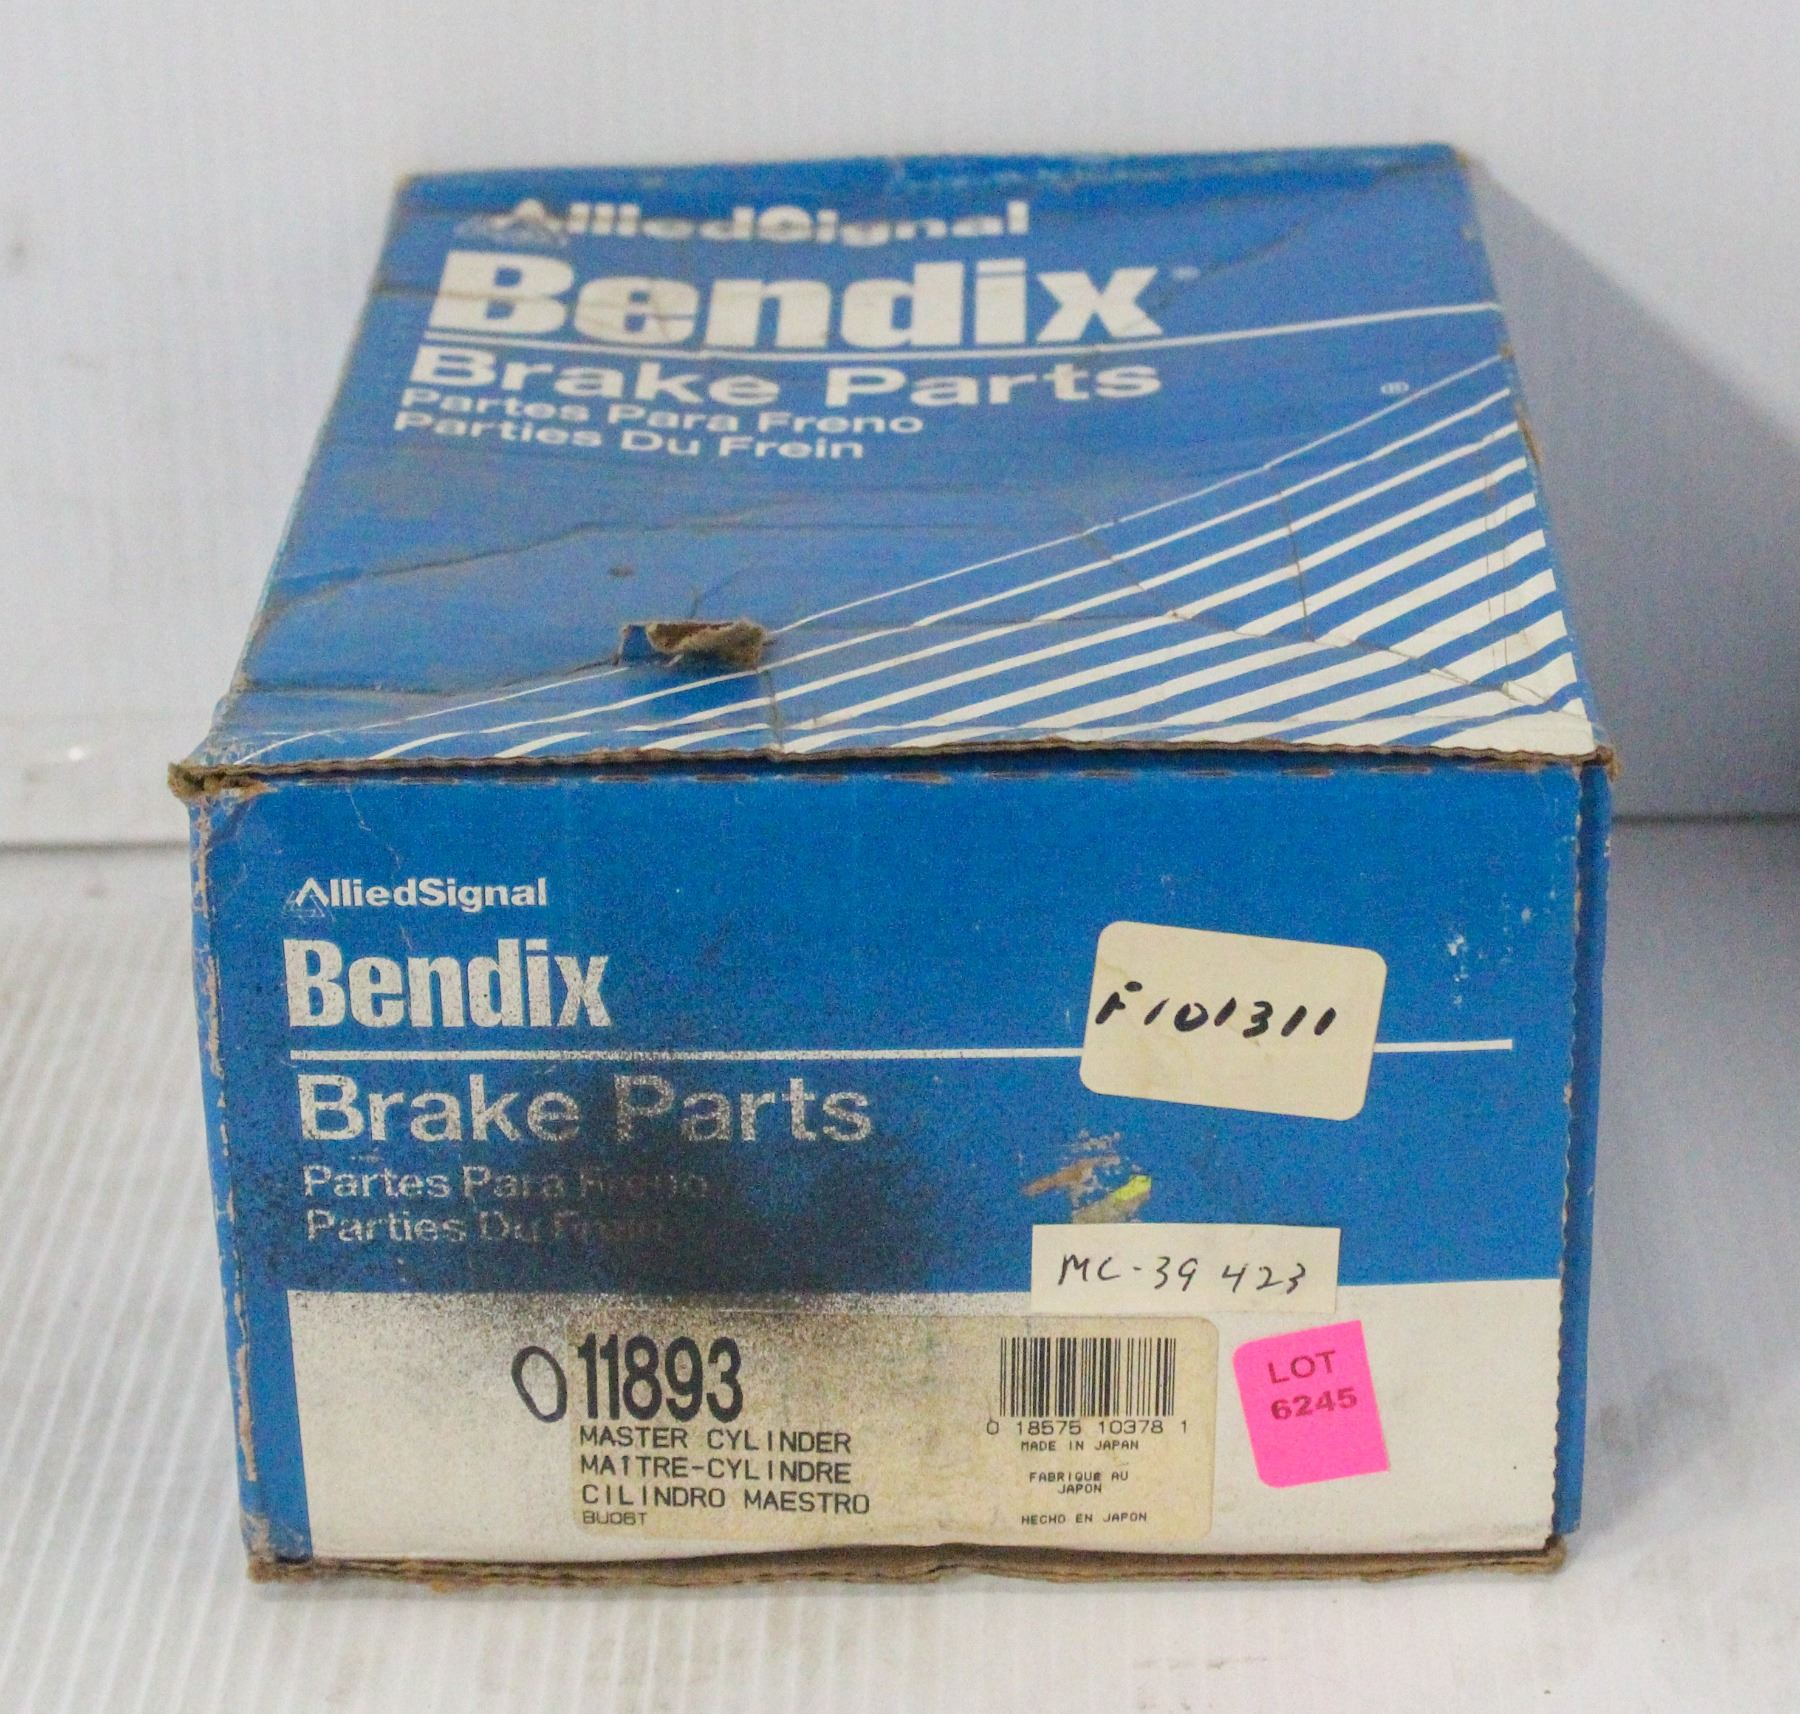 AlliedSignal
Bendix
Brake Parts
Partes Para Freno
Parties Du Frein
®
AlliedSignal
Bendix
Brake Parts
Partes Para Freno
Parties Du Frein
F101311
MC-39423
O 11893
MASTER CYLINDER
MAITRE-CYLINDRE
CILINDRO MAESTRO
BU06T
0 18575 10378 1
MADE IN JAPAN
FABRIQUE AU
JAPON
HECHO EN JAPON
LOT
6245